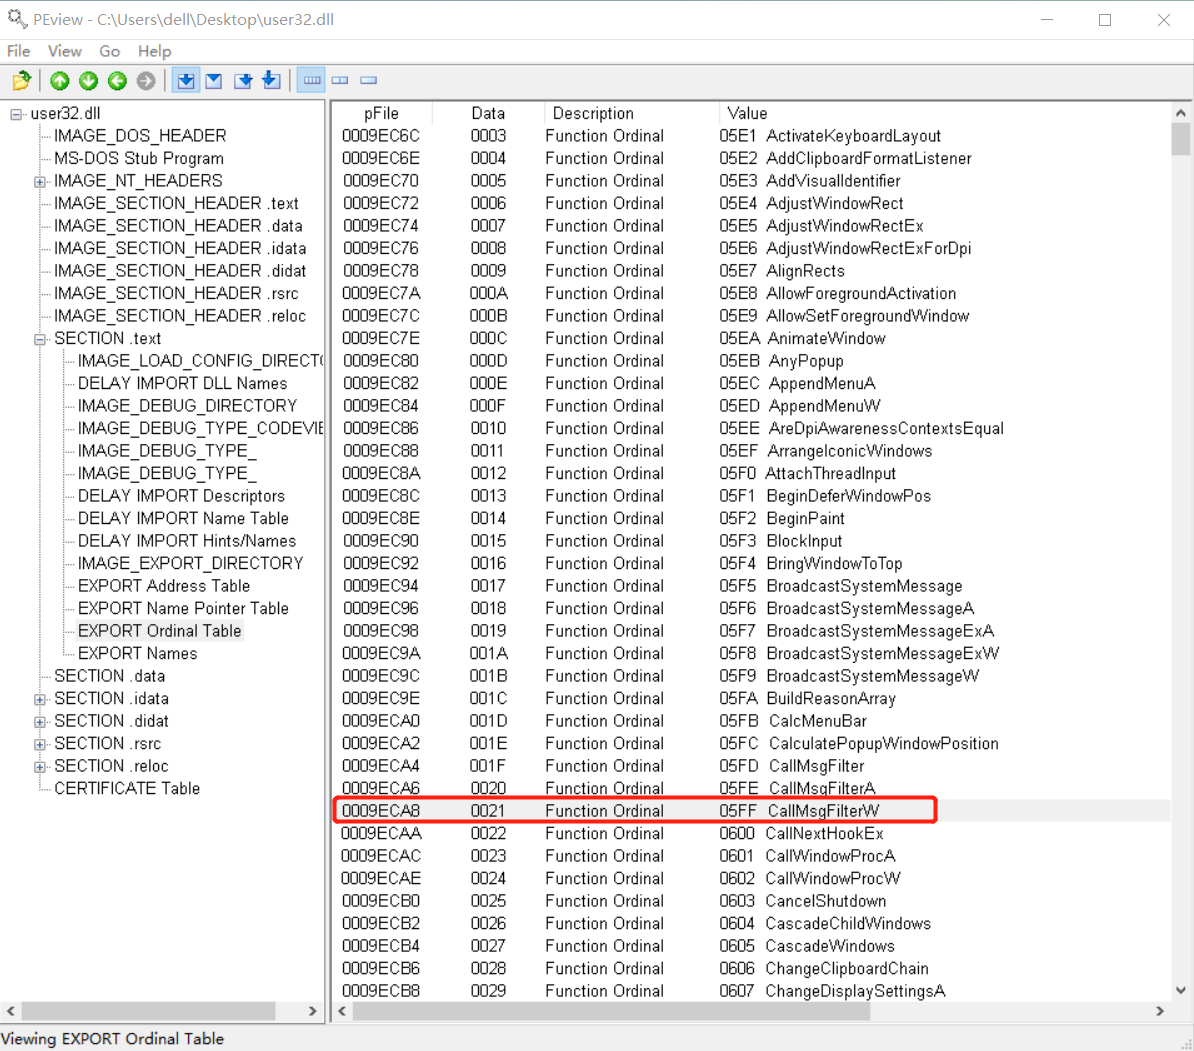 PEview - C:\Users\dell\Desktop\user32.dll
File View Go Help
user32.dll
IMAGE_DOS_HEADER
MS-DOS Stub Program
IMAGE_NT_HEADERS
IMAGE_SECTION_HEADER .text
IMAGE_SECTION_HEADER .data
IMAGE_SECTION_HEADER .idata
IMAGE_SECTION_HEADER .didat
IMAGE_SECTION_HEADER .rsrc
IMAGE_SECTION_HEADER .reloc
SECTION .text
IMAGE_LOAD_CONFIG_DIRECTO
DELAY IMPORT DLL Names
IMAGE_DEBUG_DIRECTORY
IMAGE_DEBUG_TYPE_CODEVIE
IMAGE_DEBUG_TYPE_
IMAGE_DEBUG_TYPE_
DELAY IMPORT Descriptors
DELAY IMPORT Name Table
DELAY IMPORT Hints/Names
IMAGE_EXPORT_DIRECTORY
EXPORT Address Table
EXPORT Name Pointer Table
EXPORT Ordinal Table
EXPORT Names
SECTION .data
SECTION .idata
SECTION .didat
SECTION .rsrc
SECTION .reloc
CERTIFICATE Table
pFile Data Description Value
0009EC6C 0003 Function Ordinal 05E1 ActivateKeyboardLayout
0009EC6E 0004 Function Ordinal 05E2 AddClipboardFormatListener
0009EC70 0005 Function Ordinal 05E3 AddVisualIdentifier
0009EC72 0006 Function Ordinal 05E4 AdjustWindowRect
0009EC74 0007 Function Ordinal 05E5 AdjustWindowRectEx
0009EC76 0008 Function Ordinal 05E6 AdjustWindowRectExForDpi
0009EC78 0009 Function Ordinal 05E7 AlignRects
0009EC7A 000A Function Ordinal 05E8 AllowForegroundActivation
0009EC7C 000B Function Ordinal 05E9 AllowSetForegroundWindow
0009EC7E 000C Function Ordinal 05EA AnimateWindow
0009EC80 000D Function Ordinal 05EB AnyPopup
0009EC82 000E Function Ordinal 05EC AppendMenuA
0009EC84 000F Function Ordinal 05ED AppendMenuW
0009EC86 0010 Function Ordinal 05EE AreDpiAwarenessContextsEqual
0009EC88 0011 Function Ordinal 05EF ArrangeIconicWindows
0009EC8A 0012 Function Ordinal 05F0 AttachThreadInput
0009EC8C 0013 Function Ordinal 05F1 BeginDeferWindowPos
0009EC8E 0014 Function Ordinal 05F2 BeginPaint
0009EC90 0015 Function Ordinal 05F3 BlockInput
0009EC92 0016 Function Ordinal 05F4 BringWindowToTop
0009EC94 0017 Function Ordinal 05F5 BroadcastSystemMessage
0009EC96 0018 Function Ordinal 05F6 BroadcastSystemMessageA
0009EC98 0019 Function Ordinal 05F7 BroadcastSystemMessageExA
0009EC9A 001A Function Ordinal 05F8 BroadcastSystemMessageExW
0009EC9C 001B Function Ordinal 05F9 BroadcastSystemMessageW
0009EC9E 001C Function Ordinal 05FA BuildReasonArray
0009ECA0 001D Function Ordinal 05FB CalcMenuBar
0009ECA2 001E Function Ordinal 05FC CalculatePopupWindowPosition
0009ECA4 001F Function Ordinal 05FD CallMsgFilter
0009ECA6 0020 Function Ordinal 05FE CallMsgFilterA
0009ECA8 0021 Function Ordinal 05FF CallMsgFilterW
0009ECAA 0022 Function Ordinal 0600 CallNextHookEx
0009ECAC 0023 Function Ordinal 0601 CallWindowProcA
0009ECAE 0024 Function Ordinal 0602 CallWindowProcW
0009ECB0 0025 Function Ordinal 0603 CancelShutdown
0009ECB2 0026 Function Ordinal 0604 CascadeChildWindows
0009ECB4 0027 Function Ordinal 0605 CascadeWindows
0009ECB6 0028 Function Ordinal 0606 ChangeClipboardChain
0009ECB8 0029 Function Ordinal 0607 ChangeDisplaySettingsA
Viewing EXPORT Ordinal Table